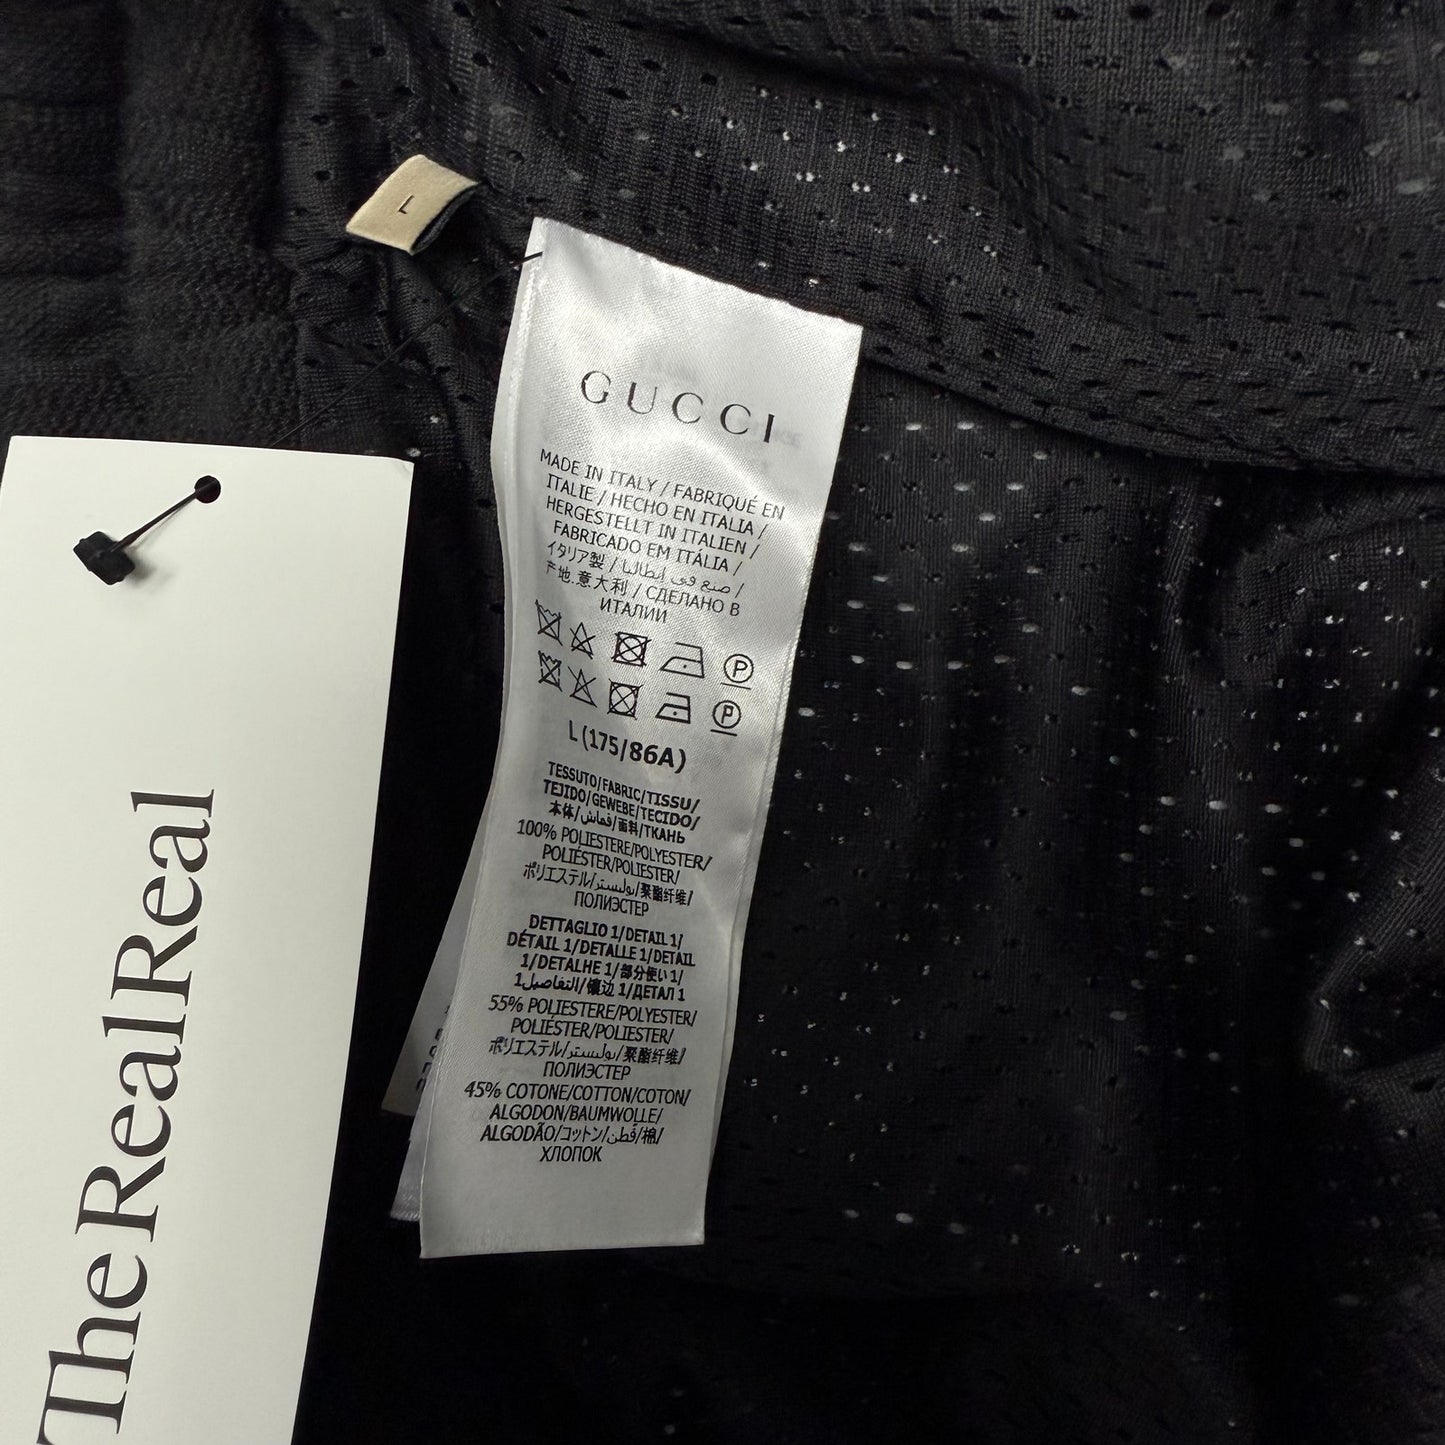 L
GUCCI
MADE IN ITALY / FABRIQUÉ EN
ITALIE / HECHO EN ITALIA /
HERGESTELLT IN ITALIEN /
FABRICADO EM ITÁLIA /
イタリア製 / صنع في إيطاليا /
产地.意大利 / СДЕЛАНО В
ИТАЛИИ
P
P
L (175/86A)
TESSUTO/FABRIC/TISSU/
TEJIDO/GEWEBE/TECIDO/
本体/قماش/面料/ТКАНЬ
100% POLIESTERE/POLYESTER/
POLIÉSTER/POLIESTER/
ポリエステル/بوليستر/聚酯纤维/
ПОЛИЭСТЕР
DETTAGLIO 1/DETAIL 1/
DÉTAIL 1/DETALLE 1/DETAIL
1/DETALHE 1/部分使い 1/
التفاصيل1/镶边 1/ДЕТАЛ 1
55% POLIESTERE/POLYESTER/
POLIÉSTER/POLIESTER/
ポリエステル/بوليستر/聚酯纤维/
ПОЛИЭСТЕР
45% COTONE/COTTON/COTON/
ALGODON/BAUMWOLLE/
ALGODÃO/コットン/قطن/棉/
ХЛОПОК
TheRealReal